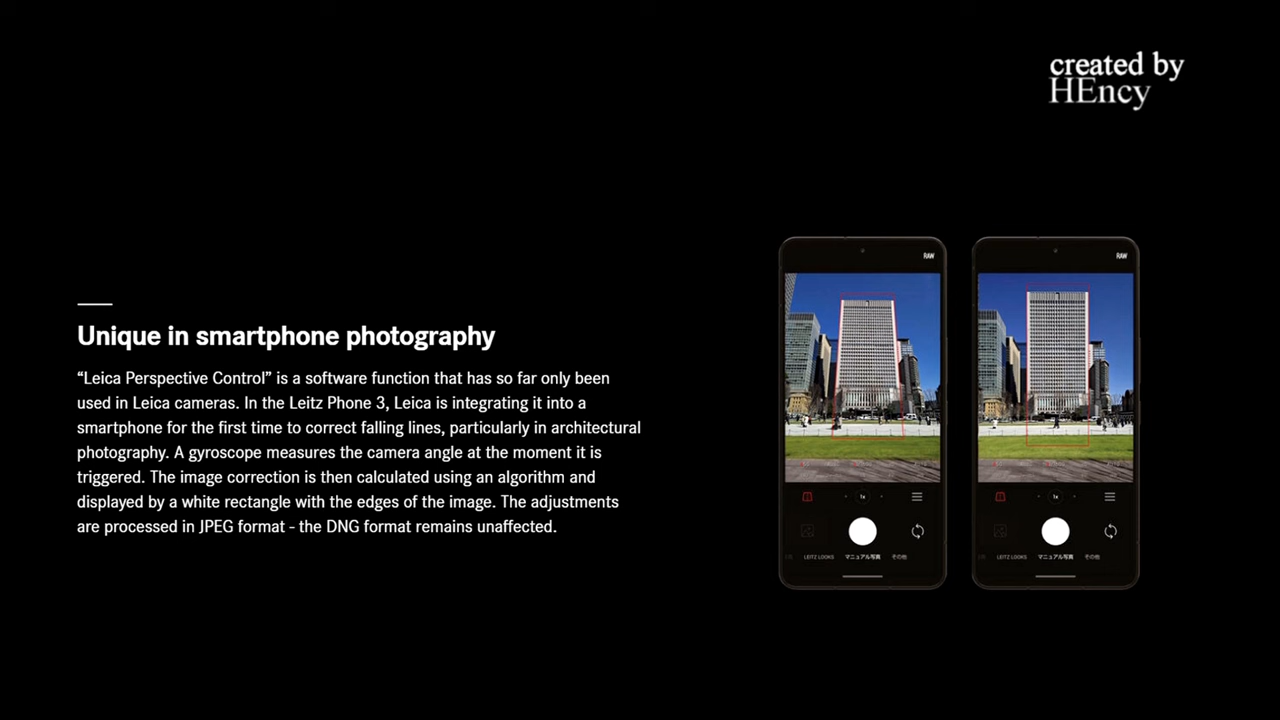 created by
HEncy
Unique in smartphone photography
“Leica Perspective Control” is a software function that has so far only been
used in Leica cameras. In the Leitz Phone 3, Leica is integrating it into a
smartphone for the first time to correct falling lines, particularly in architectural
photography. A gyroscope measures the camera angle at the moment it is
triggered. The image correction is then calculated using an algorithm and
displayed by a white rectangle with the edges of the image. The adjustments
are processed in JPEG format - the DNG format remains unaffected.
RAW
1x
LEITZ LOOKS マニュアル写真 その他
RAW
1x
LEITZ LOOKS マニュアル写真 その他